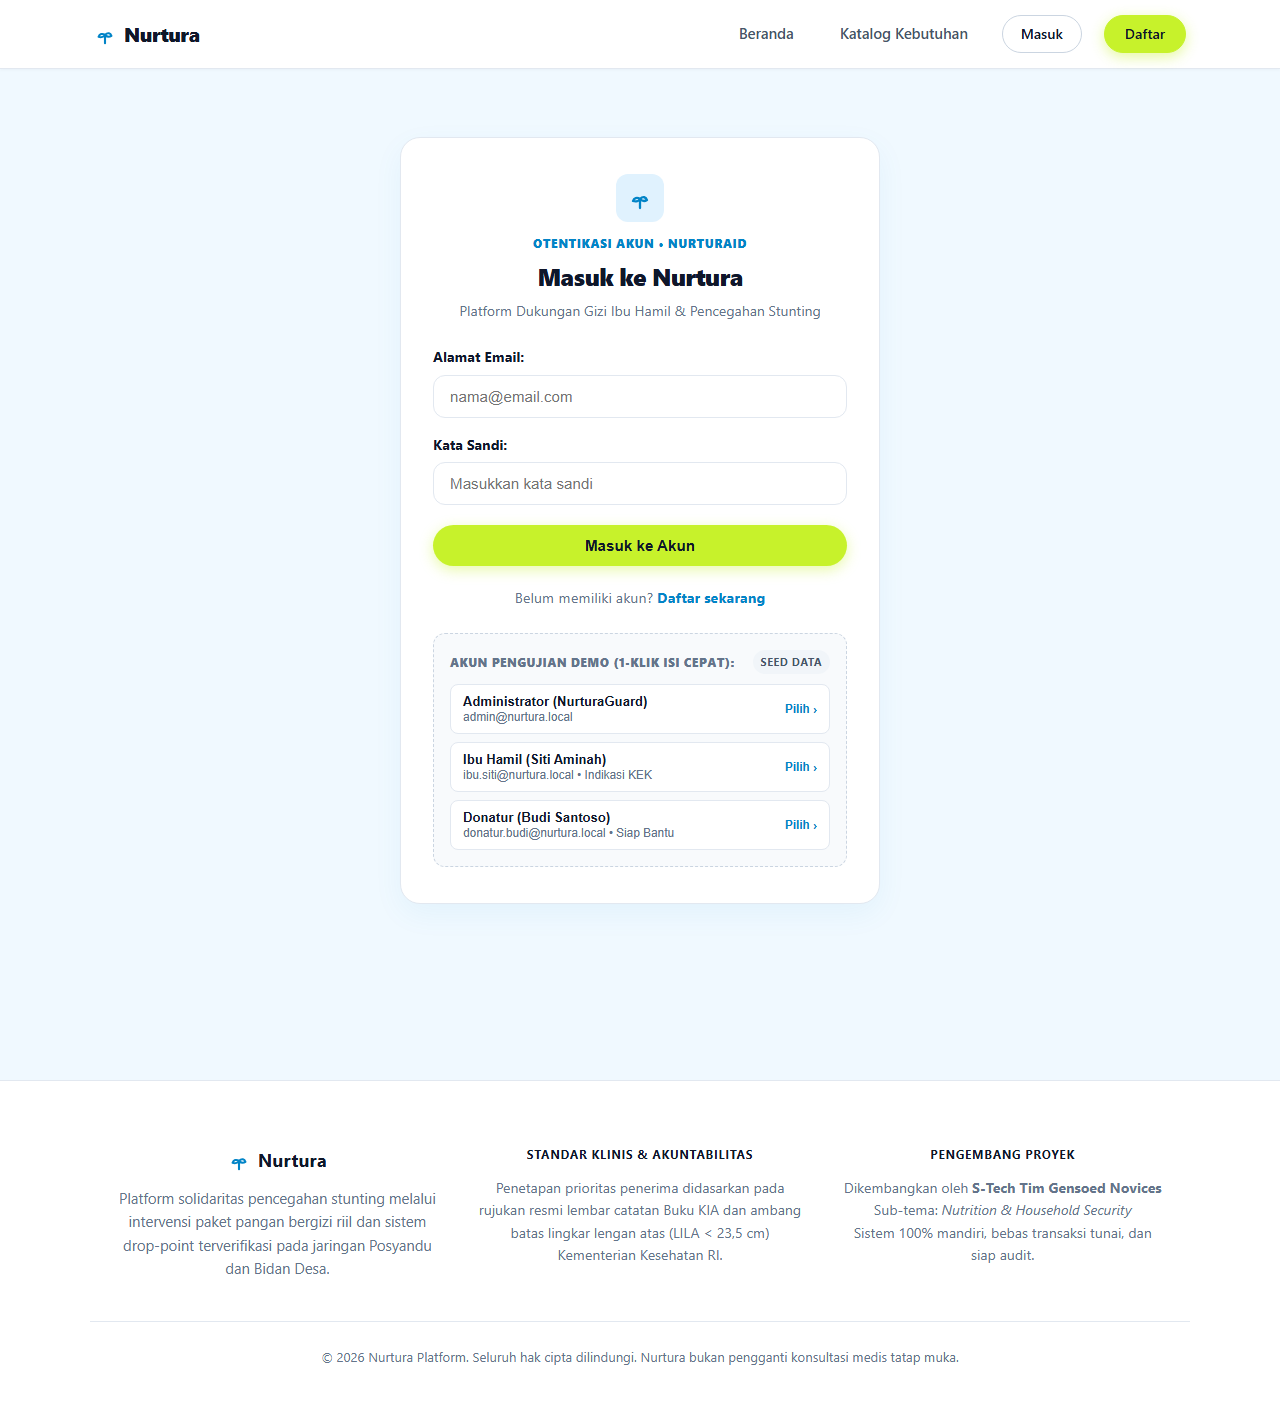 Nurtura
Beranda
Katalog Kebutuhan
Masuk
Daftar
OTENTIKASI AKUN • NURTURAID
Masuk ke Nurtura
Platform Dukungan Gizi Ibu Hamil & Pencegahan Stunting
Alamat Email:
nama@email.com
Kata Sandi:
Masukkan kata sandi
Masuk ke Akun
Belum memiliki akun? Daftar sekarang
AKUN PENGUJIAN DEMO (1-KLIK ISI CEPAT):
SEED DATA
Administrator (NurturaGuard)
admin@nurtura.local
Pilih ›
Ibu Hamil (Siti Aminah)
ibu.siti@nurtura.local • Indikasi KEK
Pilih ›
Donatur (Budi Santoso)
donatur.budi@nurtura.local • Siap Bantu
Pilih ›
Nurtura
Platform solidaritas pencegahan stunting melalui
intervensi paket pangan bergizi riil dan sistem
drop-point terverifikasi pada jaringan Posyandu
dan Bidan Desa.
STANDAR KLINIS & AKUNTABILITAS
Penetapan prioritas penerima didasarkan pada
rujukan resmi lembar catatan Buku KIA dan ambang
batas lingkar lengan atas (LILA < 23,5 cm)
Kementerian Kesehatan RI.
PENGEMBANG PROYEK
Dikembangkan oleh S-Tech Tim Gensoed Novices
Sub-tema: Nutrition & Household Security
Sistem 100% mandiri, bebas transaksi tunai, dan
siap audit.
© 2026 Nurtura Platform. Seluruh hak cipta dilindungi. Nurtura bukan pengganti konsultasi medis tatap muka.